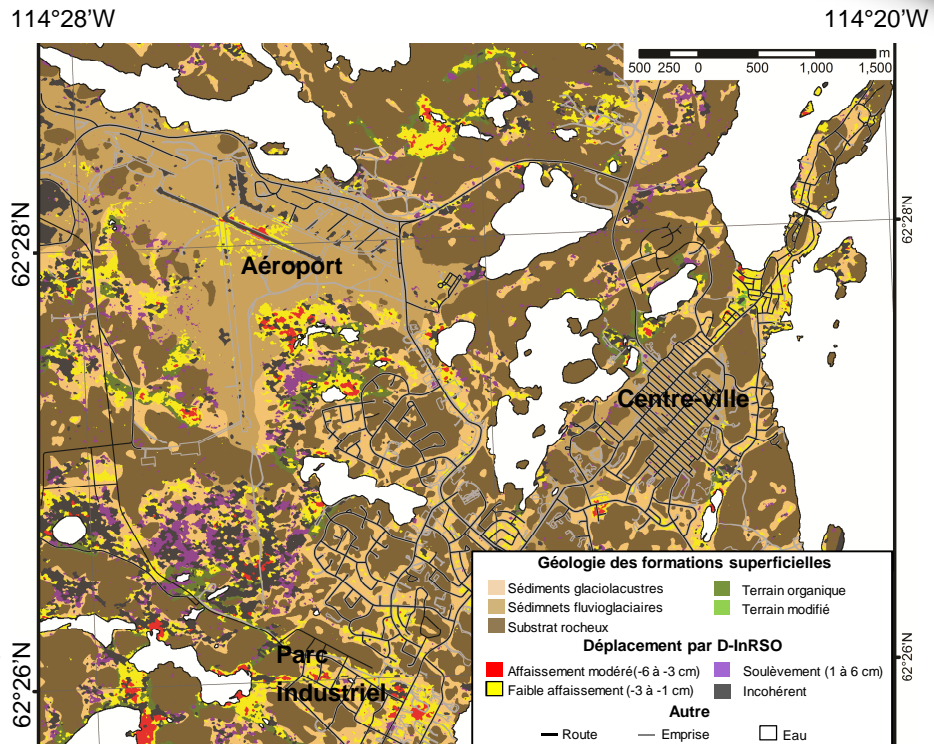 114°28’W 114°20’W
m
500 250 0 500 1,000 1,500
62°28’N
62°28’N
Aéroport
Centre-ville
62°26’N
62°26’N
Parc
industriel
Géologie des formations superficielles
Sédiments glaciolacustres
Terrain organique
Sédimnets fluvioglaciaires
Terrain modifié
Substrat rocheux
Déplacement par D-InRSO
Affaissement modéré(-6 à -3 cm)
Soulèvement (1 à 6 cm)
Faible affaissement (-3 à -1 cm)
Incohérent
Autre
Route
Emprise
Eau